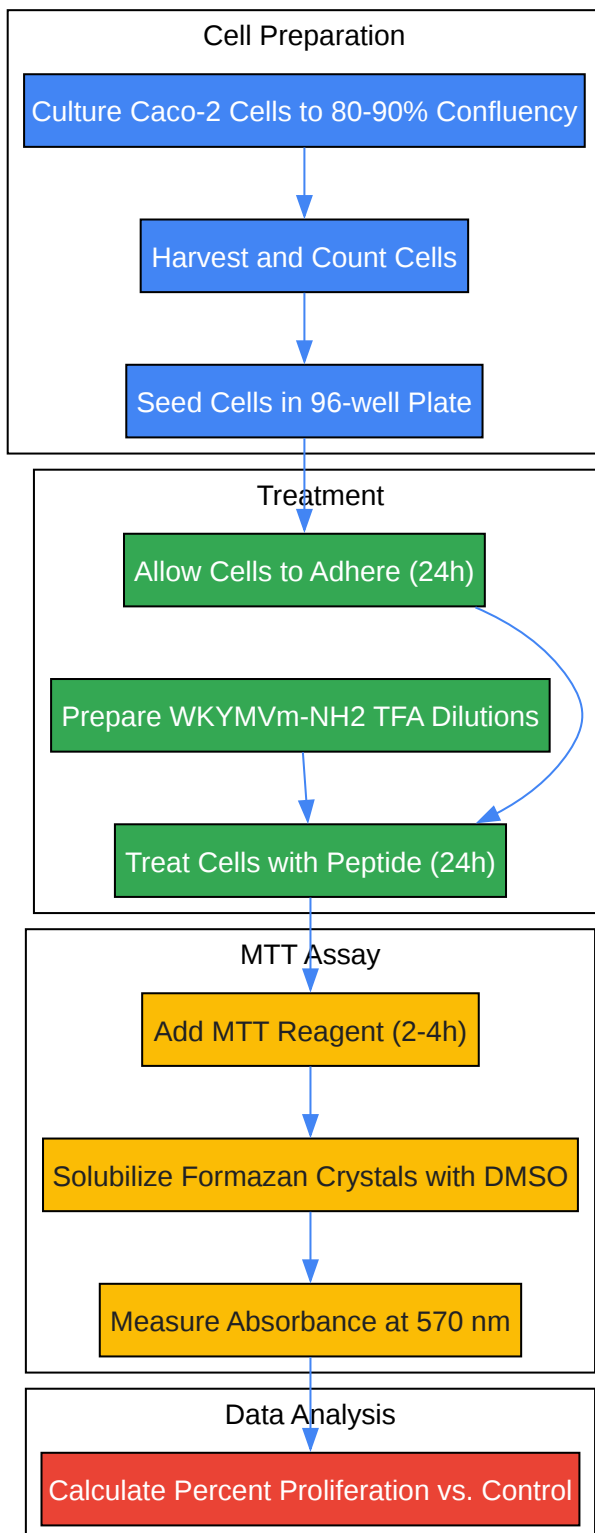 Cell Preparation
Culture Caco-2 Cells to 80-90% Confluency
Harvest and Count Cells
Seed Cells in 96-well Plate
Treatment
Allow Cells to Adhere (24h)
Prepare WKYMVm-NH2 TFA Dilutions
Treat Cells with Peptide (24h)
MTT Assay
Add MTT Reagent (2-4h)
Solubilize Formazan Crystals with DMSO
Measure Absorbance at 570 nm
Data Analysis
Calculate Percent Proliferation vs. Control